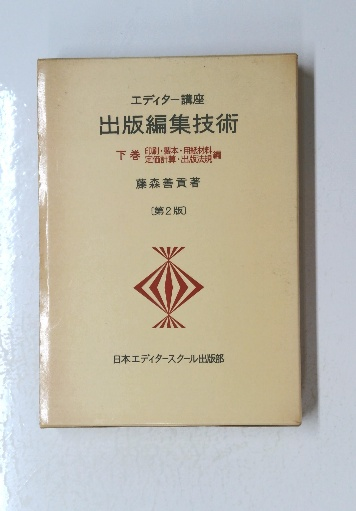 エディター講座
出版編集技術
下巻 印刷・製本・用紙材料 編
定価計算・出版法規
藤森善貢著
〔第2版〕
日本エディタースクール出版部